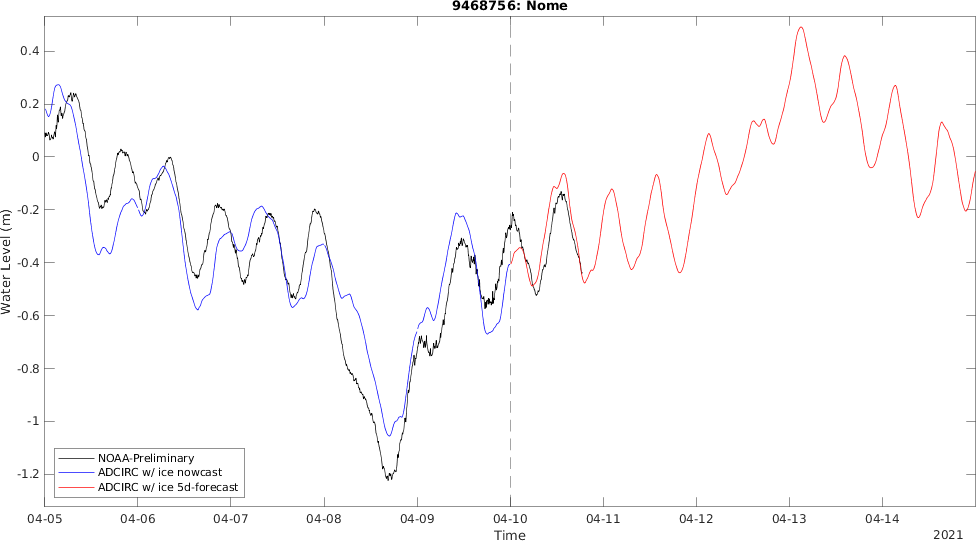 9468756: Nome
Water Level (m)
0.4
0.2
0
-0.2
-0.4
-0.6
-0.8
-1
-1.2
NOAA-Preliminary
ADCIRC w/ ice nowcast
ADCIRC w/ ice 5d-forecast
04-05 04-06 04-07 04-08 04-09 04-10 04-11 04-12 04-13 04-14
Time
2021